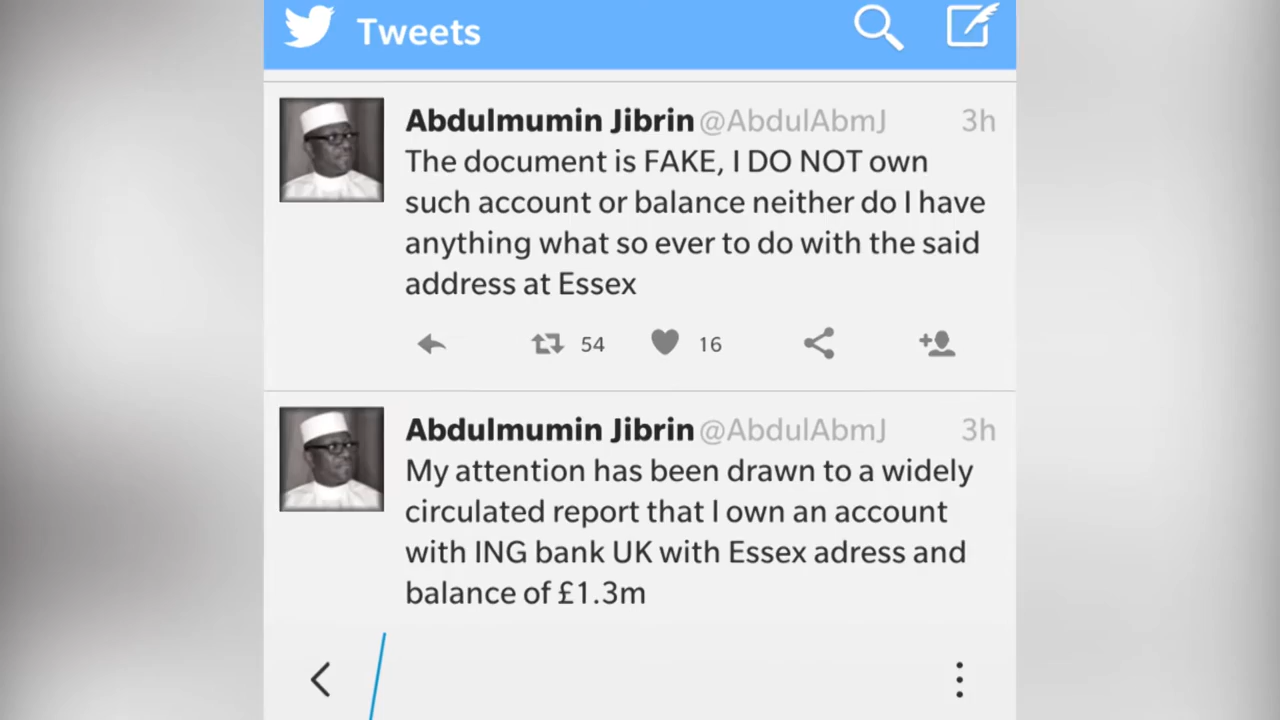 Tweets
Abdulmumin Jibrin @AbdulAbmJ 3h
The document is FAKE, I DO NOT own
such account or balance neither do I have
anything what so ever to do with the said
address at Essex
54 16
Abdulmumin Jibrin @AbdulAbmJ 3h
My attention has been drawn to a widely
circulated report that I own an account
with ING bank UK with Essex adress and
balance of £1.3m